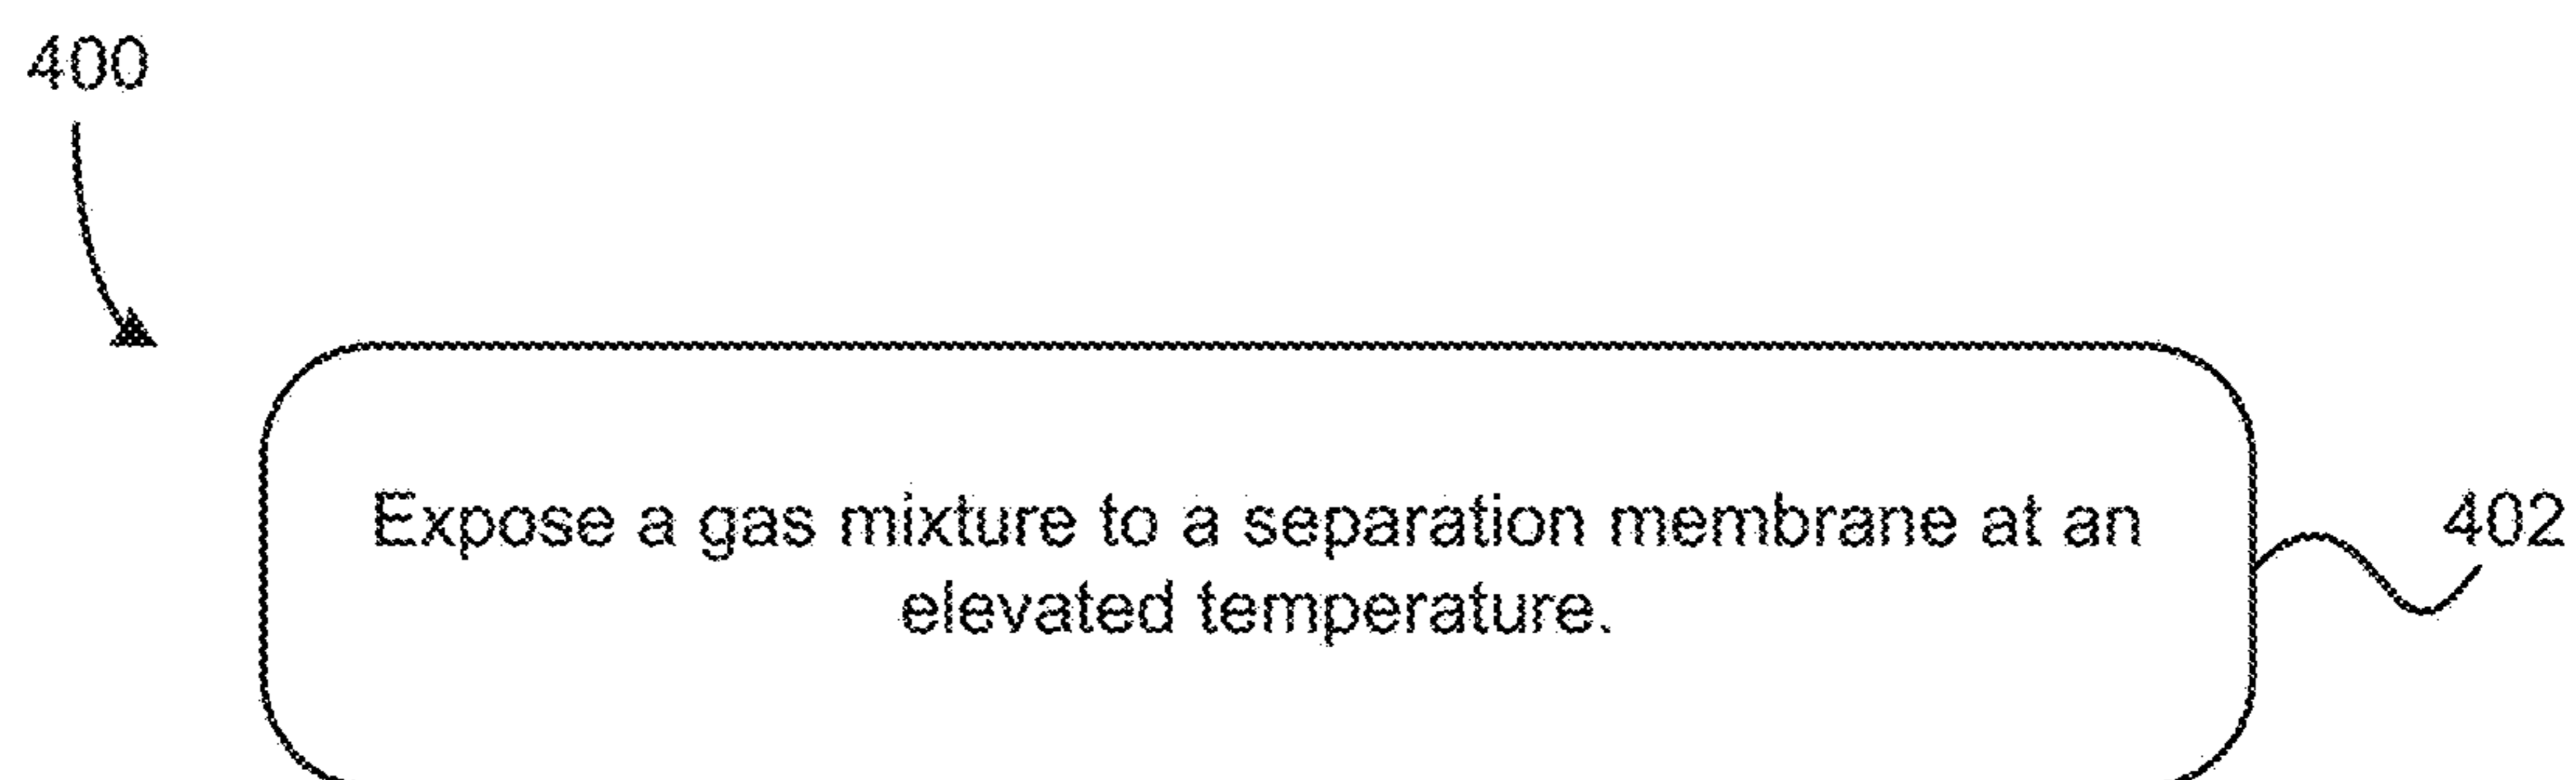 400
Expose a gas mixture to a separation membrane at an
402
elevated temperature.